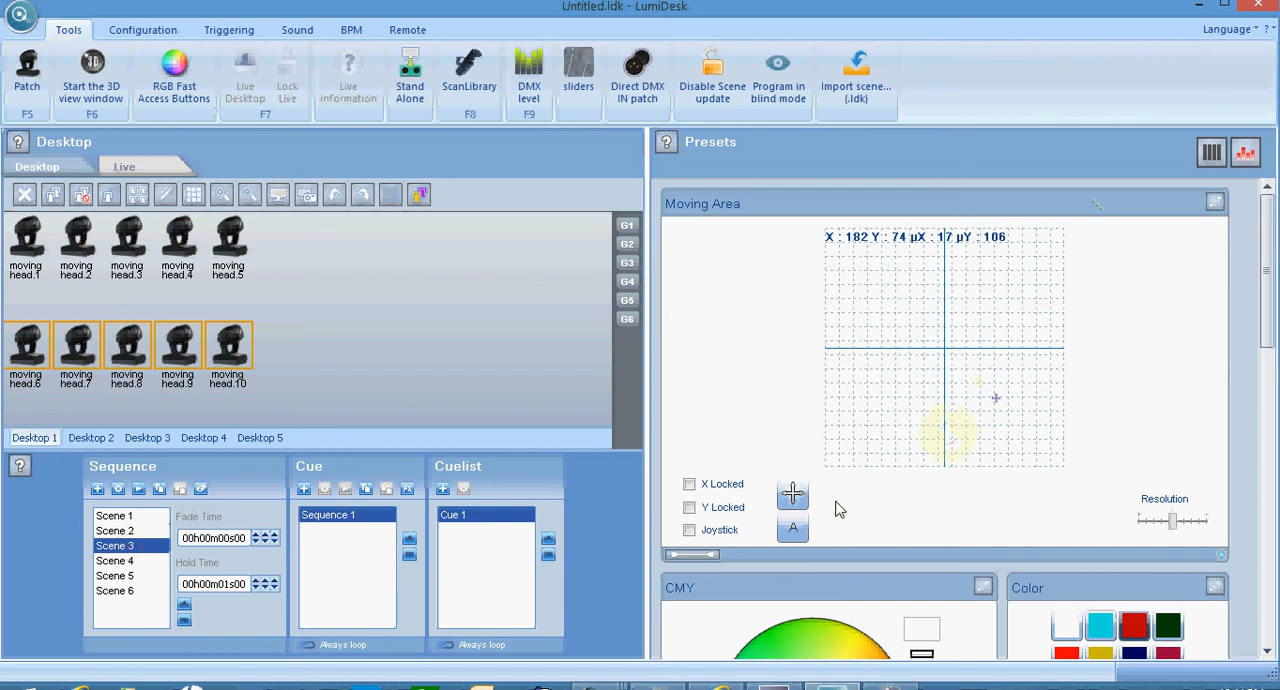 Untitled.ldk - LumiDesk
Tools Configuration Triggering Sound BPM Remote Language ?
Patch
F5
Start the 3D view window
F6
RGB Fast Access Buttons
Live Desktop
Lock Live
F7
Live information
Stand Alone
ScanLibrary
F8
DMX level
F9
sliders
Direct DMX IN patch
Disable Scene update
Program in blind mode
Import scene... (.ldk)
? Desktop
Desktop Live
moving head.1 moving head.2 moving head.3 moving head.4 moving head.5
moving head.6 moving head.7 moving head.8 moving head.9 moving head.10
G1
G2
G3
G4
G5
G6
Desktop 1 Desktop 2 Desktop 3 Desktop 4 Desktop 5
?
Sequence
Scene 1
Scene 2
Scene 3
Scene 4
Scene 5
Scene 6
Fade Time
00h00m00s00
Hold Time
00h00m01s00
Cue
Sequence 1
Always loop
Cuelist
Cue 1
Always loop
? Presets
Moving Area
X : 182 Y : 74 µX : 17 µY : 106
X Locked
Y Locked
Joystick
A
Resolution
CMY
Color